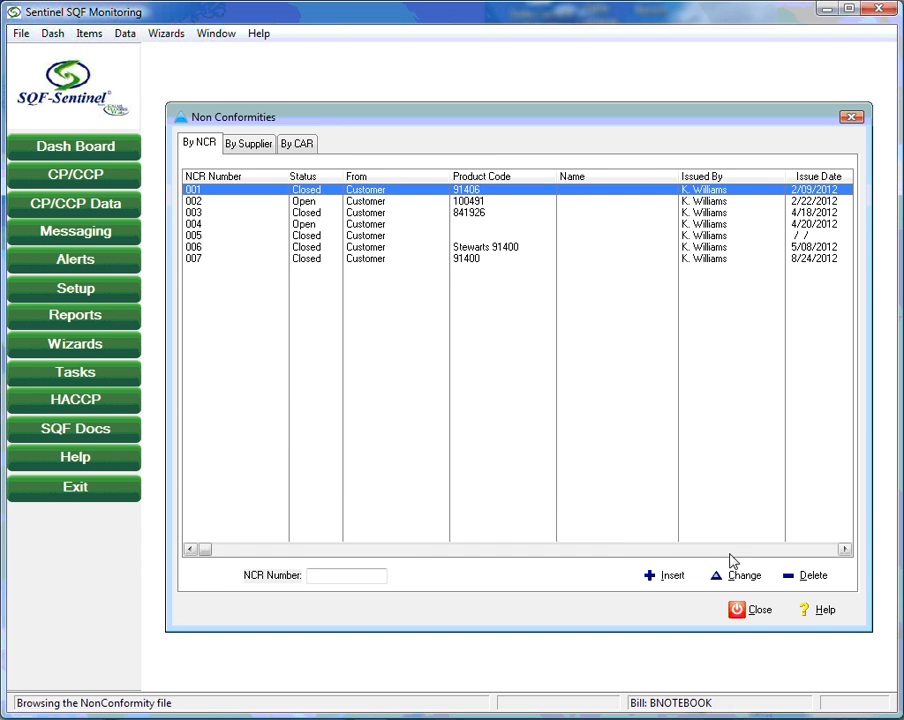 Sentinel SQF Monitoring
File Dash Items Data Wizards Window Help
SQF-Sentinel
Dash Board
CP/CCP
CP/CCP Data
Messaging
Alerts
Setup
Reports
Wizards
Tasks
HACCP
SQF Docs
Help
Exit
Non Conformities
By NCR By Supplier By CAR
NCR Number Status From Product Code Name Issued By Issue Date
001 Closed Customer 91406 K. Williams 2/09/2012
002 Open Customer 100491 K. Williams 2/22/2012
003 Closed Customer 841926 K. Williams 4/18/2012
004 Open Customer K. Williams 4/20/2012
005 Closed Customer K. Williams / /
006 Closed Customer Stewarts 91400 K. Williams 5/08/2012
007 Closed Customer 91400 K. Williams 8/24/2012
NCR Number:
Insert Change Delete
Close Help
Browsing the NonConformity file Bill: BNOTEBOOK